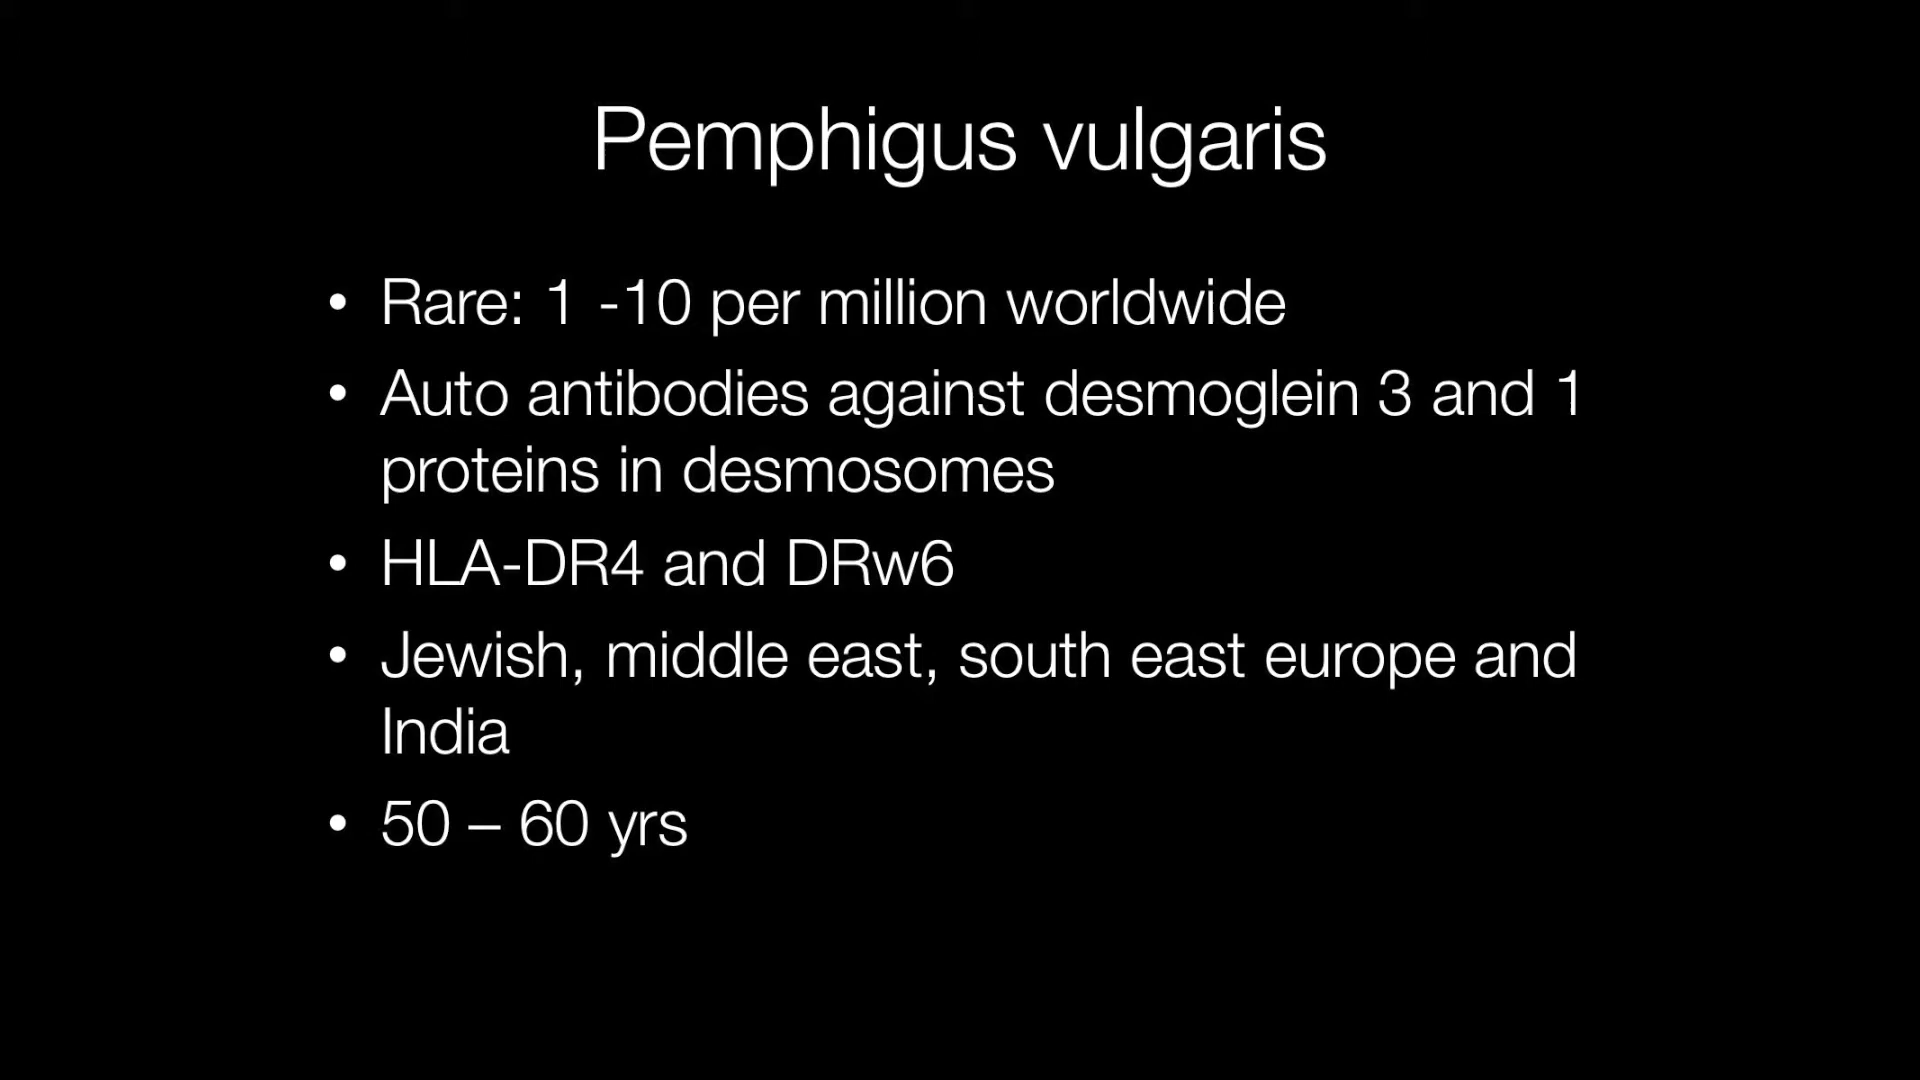 Pemphigus vulgaris
• Rare: 1 -10 per million worldwide
• Auto antibodies against desmoglein 3 and 1
proteins in desmosomes
• HLA-DR4 and DRw6
• Jewish, middle east, south east europe and
India
• 50 – 60 yrs